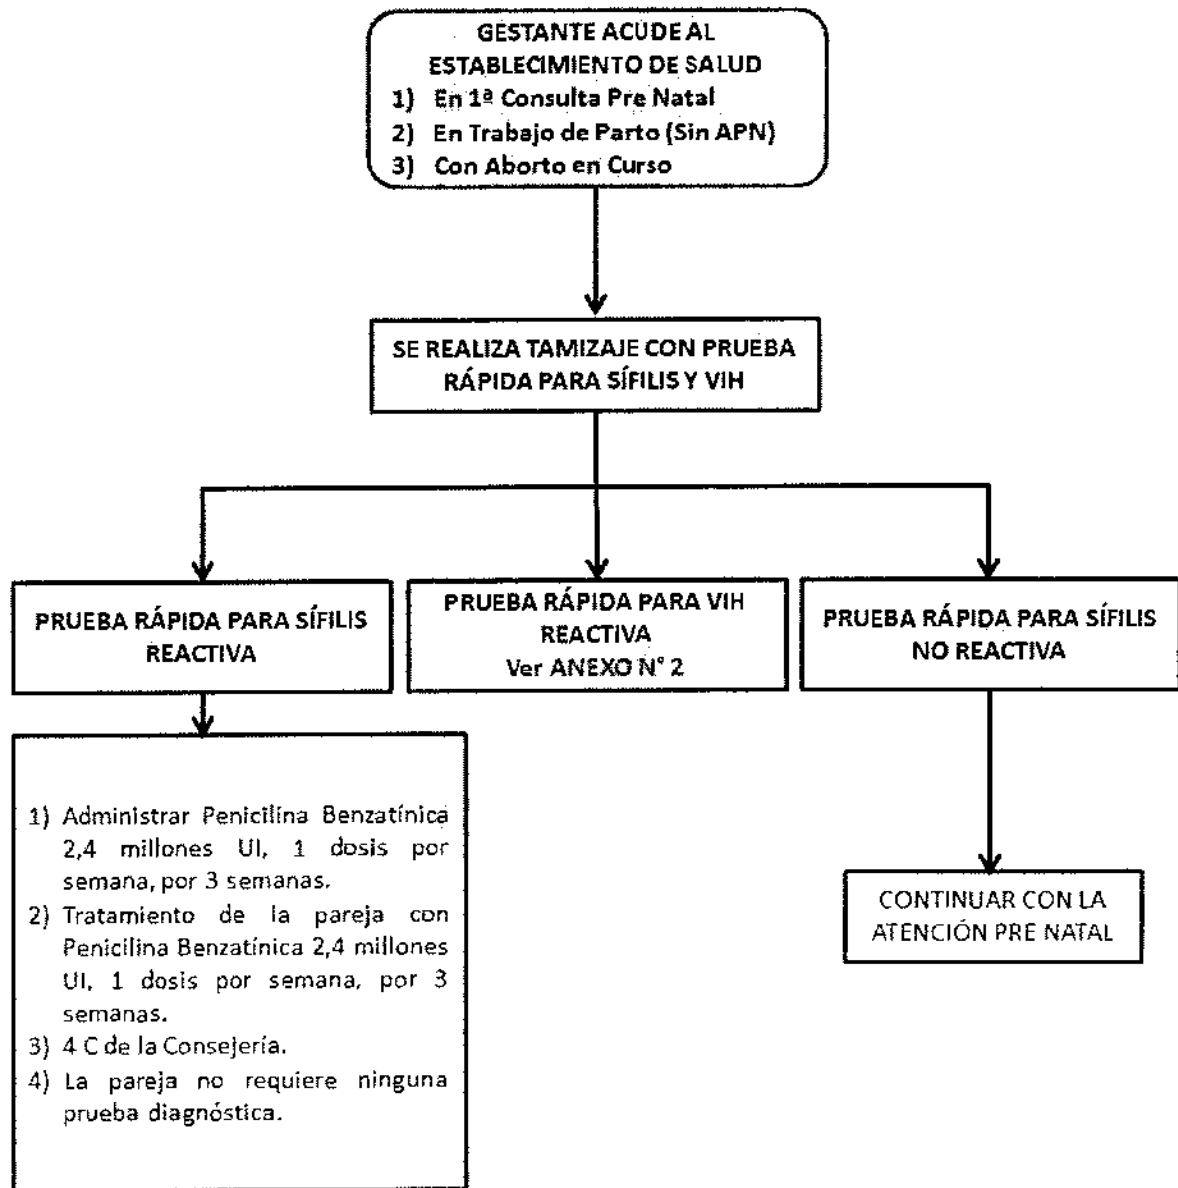 GESTANTE ACUDE AL
ESTABLECIMIENTO DE SALUD
1) En 1ª Consulta Pre Natal
2) En Trabajo de Parto (Sin APN)
3) Con Aborto en Curso
SE REALIZA TAMIZAJE CON PRUEBA
RÁPIDA PARA SÍFILIS Y VIH
PRUEBA RÁPIDA PARA SÍFILIS
REACTIVA
PRUEBA RÁPIDA PARA VIH
REACTIVA
Ver ANEXO N° 2
PRUEBA RÁPIDA PARA SÍFILIS
NO REACTIVA
1) Administrar Penicilina Benzatínica
2,4 millones UI, 1 dosis por
semana, por 3 semanas.
2) Tratamiento de la pareja con
Penicilina Benzatínica 2,4 millones
UI, 1 dosis por semana, por 3
semanas.
3) 4 C de la Consejería.
4) La pareja no requiere ninguna
prueba diagnóstica.
CONTINUAR CON LA
ATENCIÓN PRE NATAL